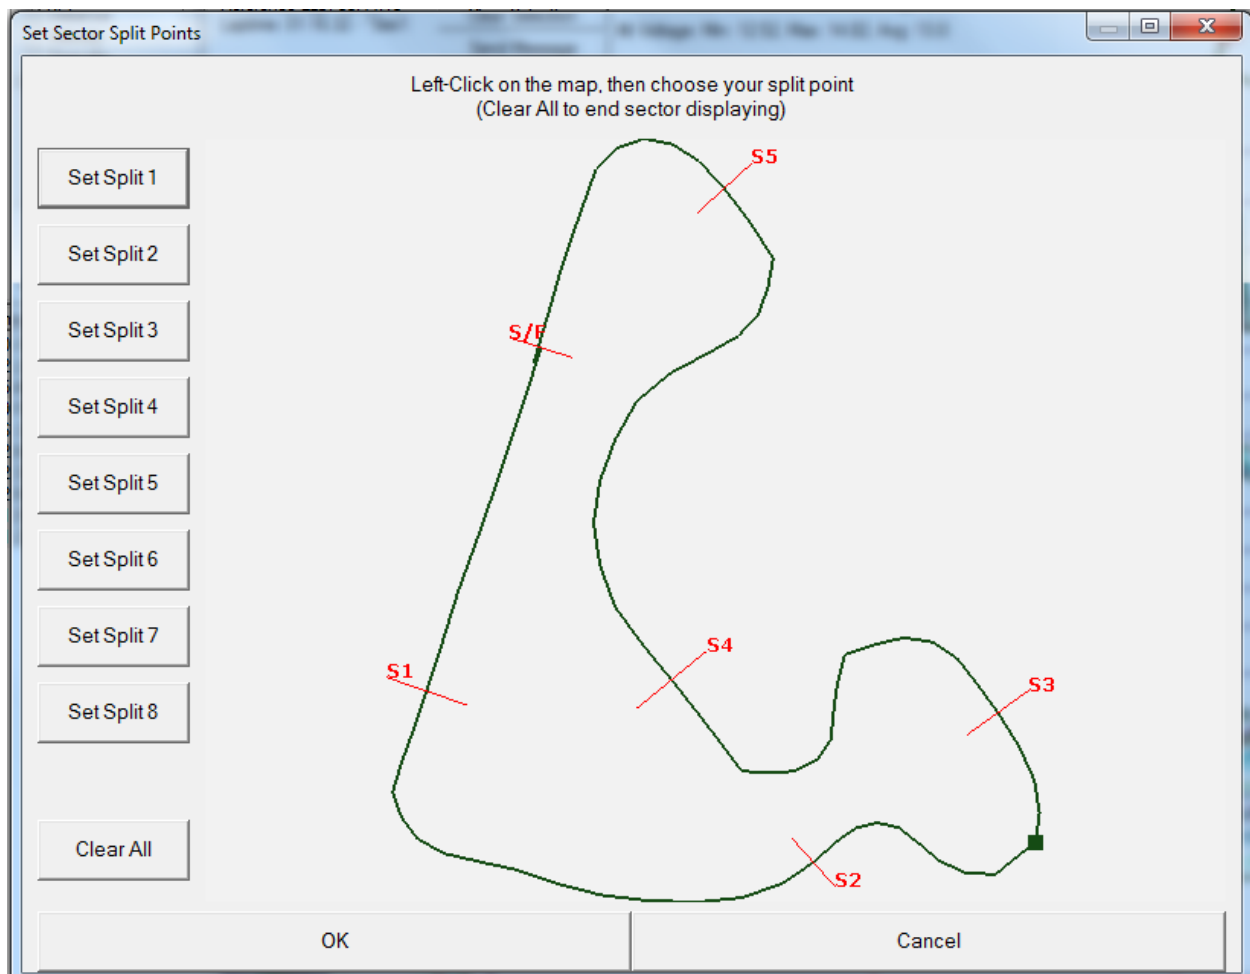 Set Sector Split Points
Left-Click on the map, then choose your split point
(Clear All to end sector displaying)
Set Split 1
Set Split 2
Set Split 3
Set Split 4
Set Split 5
Set Split 6
Set Split 7
Set Split 8
Clear All
S5
S/F
S4
S1
S3
S2
OK
Cancel